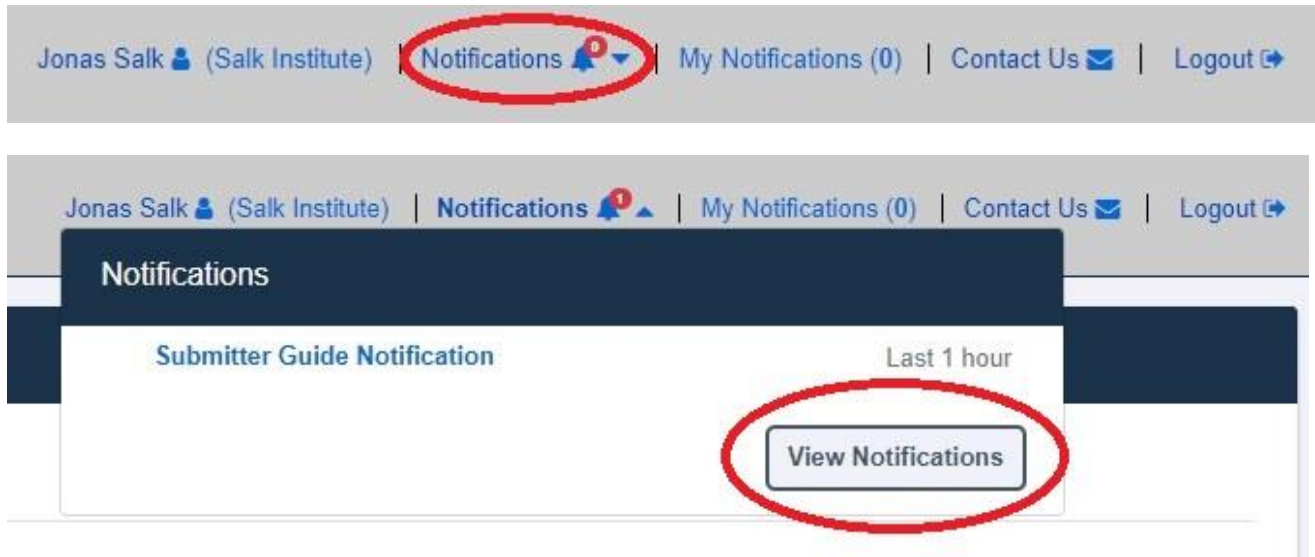 Jonas Salk (Salk Institute) | Notifications 0 | My Notifications (0) | Contact Us | Logout
Jonas Salk (Salk Institute) | Notifications 1 | My Notifications (0) | Contact Us | Logout
Notifications
Submitter Guide Notification Last 1 hour
View Notifications